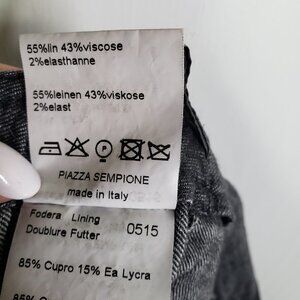 55%lin 43%viscose
2%elasthanne
55%leinen 43%viskose
2%elast
P
PIAZZA SEMPIONE
made in Italy
Fodera Lining
Doublure Futter 0515
85% Cupro 15% Ea Lycra